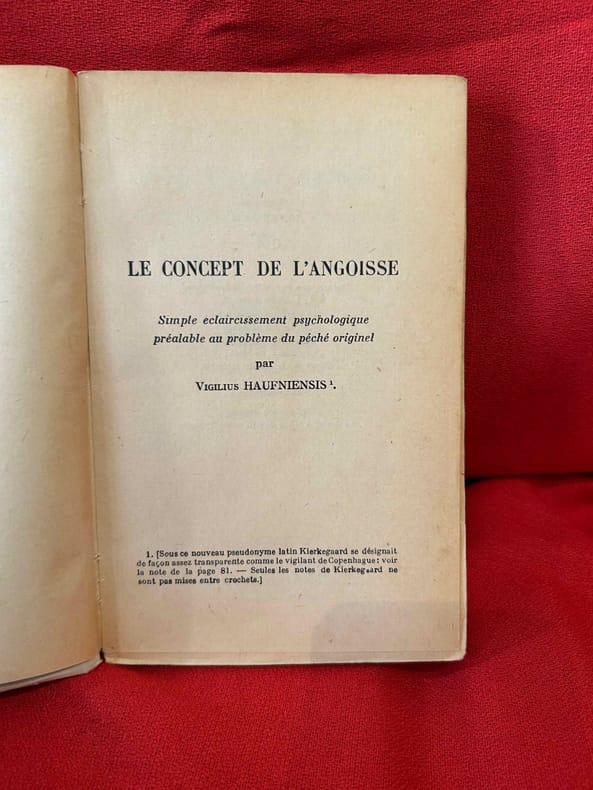 LE CONCEPT DE L'ANGOISSE
Simple eclaircissement psychologique
préalable au problème du péché originel
par
Vigilius HAUFNIENSIS ¹.
1. [Sous ce nouveau pseudonyme latin Kierkegaard se désignait
de façon assez transparente comme le vigilant de Copenhague : voir
la note de la page 81. — Seules les notes de Kierkegaard ne
sont pas mises entre crochets.]